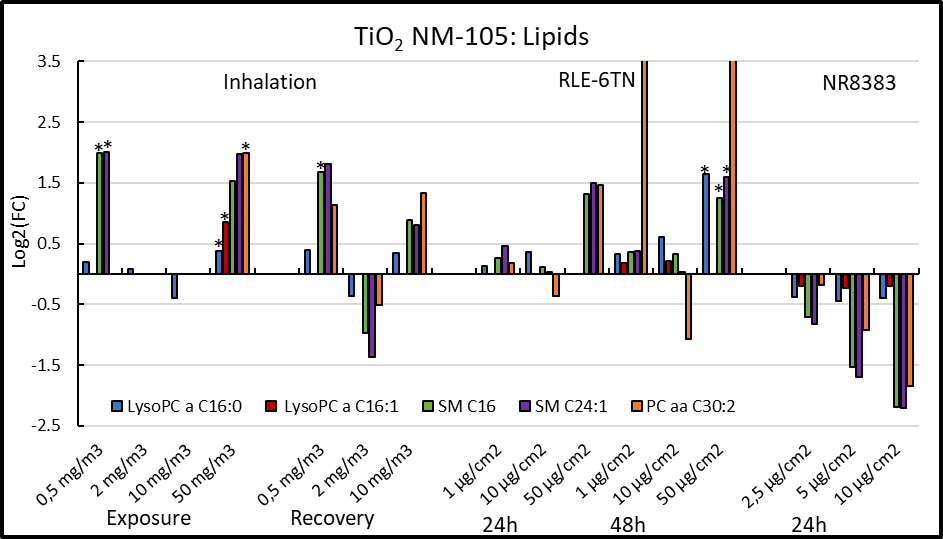 TiO2 NM-105: Lipids
Inhalation
RLE-6TN
NR8383
Log2(FC)
3.5
2.5
1.5
0.5
-0.5
-1.5
-2.5
* *
* * *
*
* * *
LysoPC a C16:0
LysoPC a C16:1
SM C16
SM C24:1
PC aa C30:2
0,5 mg/m3
2 mg/m3
10 mg/m3
50 mg/m3
0,5 mg/m3
2 mg/m3
10 mg/m3
1 µg/cm2
10 µg/cm2
50 µg/cm2
1 µg/cm2
10 µg/cm2
50 µg/cm2
2,5 µg/cm2
5 µg/cm2
10 µg/cm2
Exposure
Recovery
24h
48h
24h